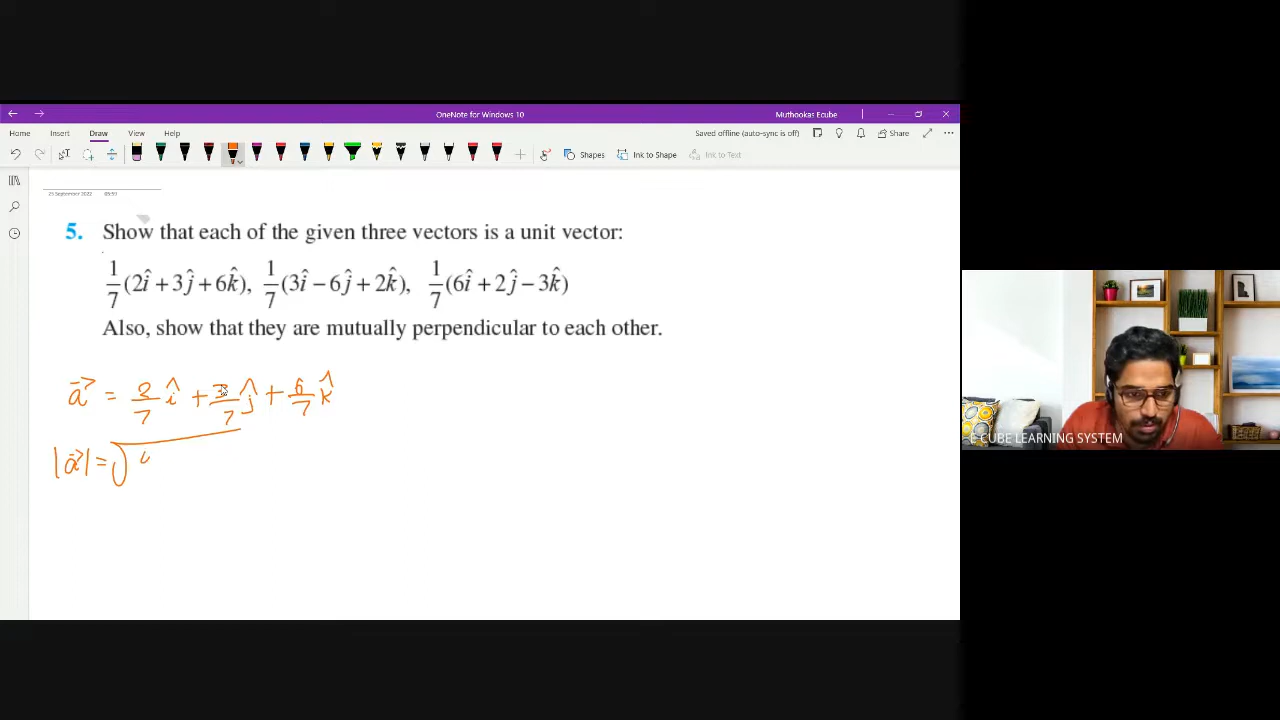 OneNote for Windows 10
Muthookas Ecube
Home Insert Draw View Help
Saved offline (auto-sync is off)
Share
Shapes
Ink to Shape
Ink to Text
23 September 2022
5. Show that each of the given three vectors is a unit vector:
1/7(2î + 3ĵ + 6k̂), 1/7(3î − 6ĵ + 2k̂), 1/7(6î + 2ĵ − 3k̂)
Also, show that they are mutually perpendicular to each other.
a⃗ = 2/7 î + 3/7 ĵ + 6/7 k̂
|a⃗| = √
E CUBE LEARNING SYSTEM